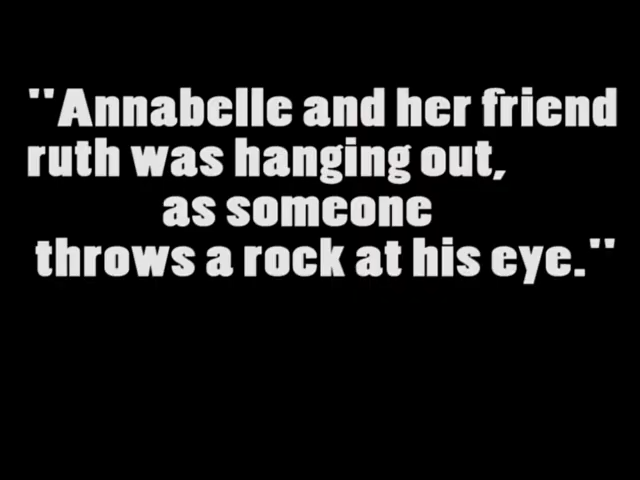 "Annabelle and her friend
ruth was hanging out,
as someone
throws a rock at his eye."